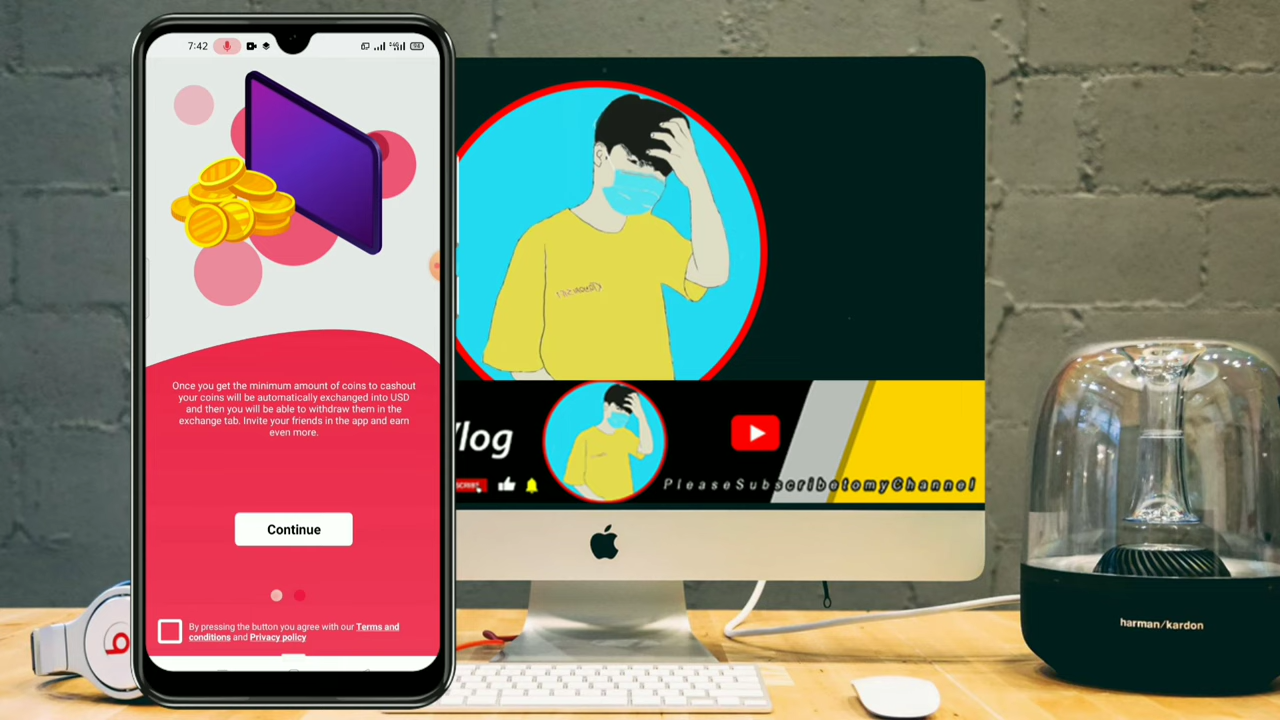 7:42
Once you get the minimum amount of coins to cashout
your coins will be automatically exchanged into USD
and then you will be able to withdraw them in the
exchange tab. Invite your friends in the app and earn
even more.
Continue
By pressing the button you agree with our Terms and
conditions and Privacy policy
Vlog
PleaseSubscribetomyChannel
harman/kardon